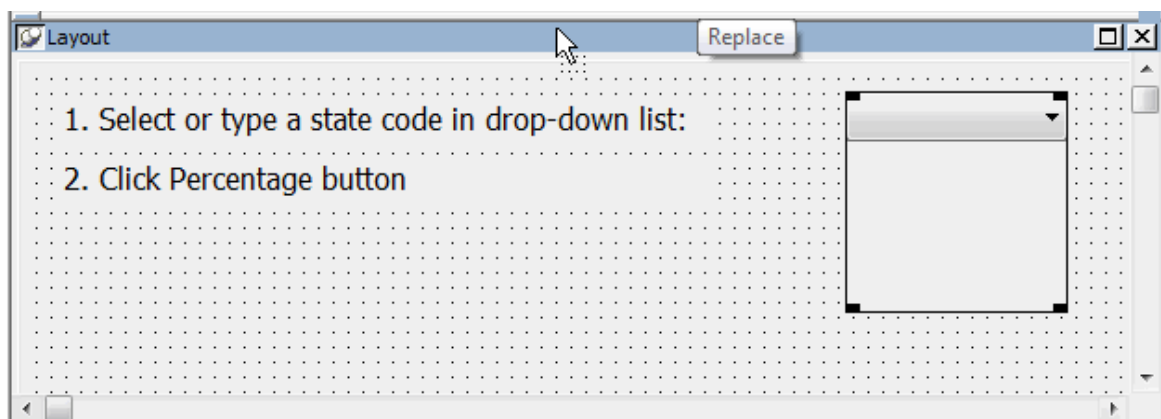 Layout
Replace
1. Select or type a state code in drop-down list:
2. Click Percentage button